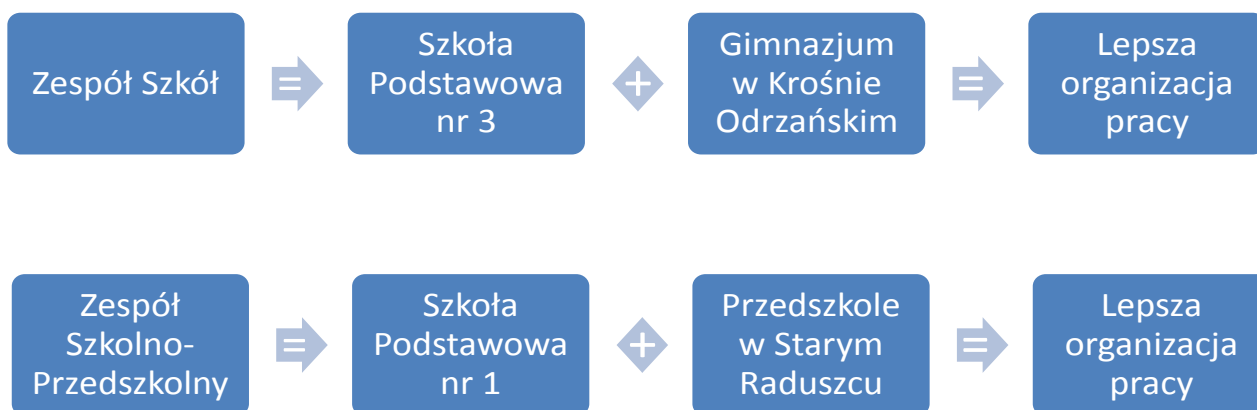 Zespół Szkół
=
Szkoła
Podstawowa
nr 3
+
Gimnazjum
w Krośnie
Odrzańskim
=
Lepsza
organizacja
pracy
Zespół
Szkolno-
Przedszkolny
=
Szkoła
Podstawowa
nr 1
+
Przedszkole
w Starym
Raduszcu
=
Lepsza
organizacja
pracy